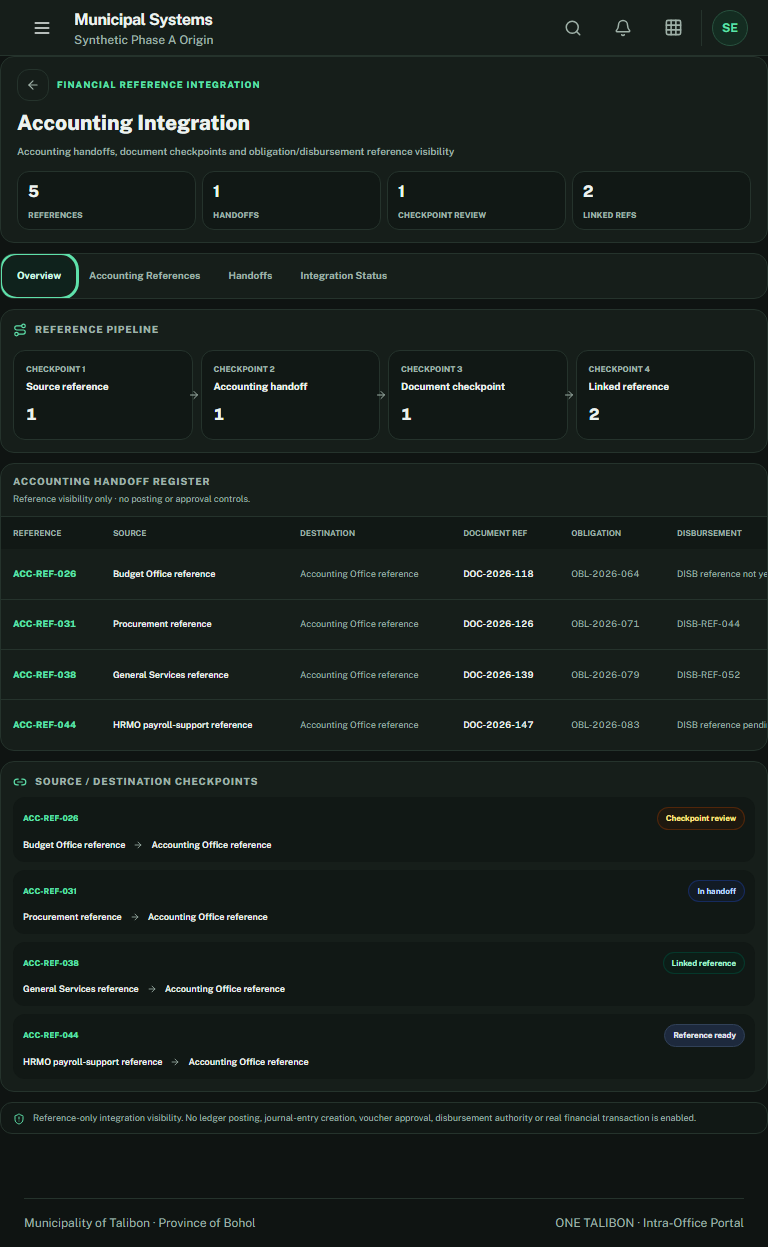 Municipal Systems
Synthetic Phase A Origin
SE
FINANCIAL REFERENCE INTEGRATION
Accounting Integration
Accounting handoffs, document checkpoints and obligation/disbursement reference visibility
5
REFERENCES
1
HANDOFFS
1
CHECKPOINT REVIEW
2
LINKED REFS
Overview
Accounting References
Handoffs
Integration Status
REFERENCE PIPELINE
CHECKPOINT 1
Source reference
1
CHECKPOINT 2
Accounting handoff
1
CHECKPOINT 3
Document checkpoint
1
CHECKPOINT 4
Linked reference
2
ACCOUNTING HANDOFF REGISTER
Reference visibility only · no posting or approval controls.
REFERENCE SOURCE DESTINATION DOCUMENT REF OBLIGATION DISBURSEMENT
ACC-REF-026 Budget Office reference Accounting Office reference DOC-2026-118 OBL-2026-064 DISB reference not ye
ACC-REF-031 Procurement reference Accounting Office reference DOC-2026-126 OBL-2026-071 DISB-REF-044
ACC-REF-038 General Services reference Accounting Office reference DOC-2026-139 OBL-2026-079 DISB-REF-052
ACC-REF-044 HRMO payroll-support reference Accounting Office reference DOC-2026-147 OBL-2026-083 DISB reference pendi
SOURCE / DESTINATION CHECKPOINTS
ACC-REF-026 Checkpoint review
Budget Office reference → Accounting Office reference
ACC-REF-031 In handoff
Procurement reference → Accounting Office reference
ACC-REF-038 Linked reference
General Services reference → Accounting Office reference
ACC-REF-044 Reference ready
HRMO payroll-support reference → Accounting Office reference
Reference-only integration visibility. No ledger posting, journal-entry creation, voucher approval, disbursement authority or real financial transaction is enabled.
Municipality of Talibon · Province of Bohol
ONE TALIBON · Intra-Office Portal